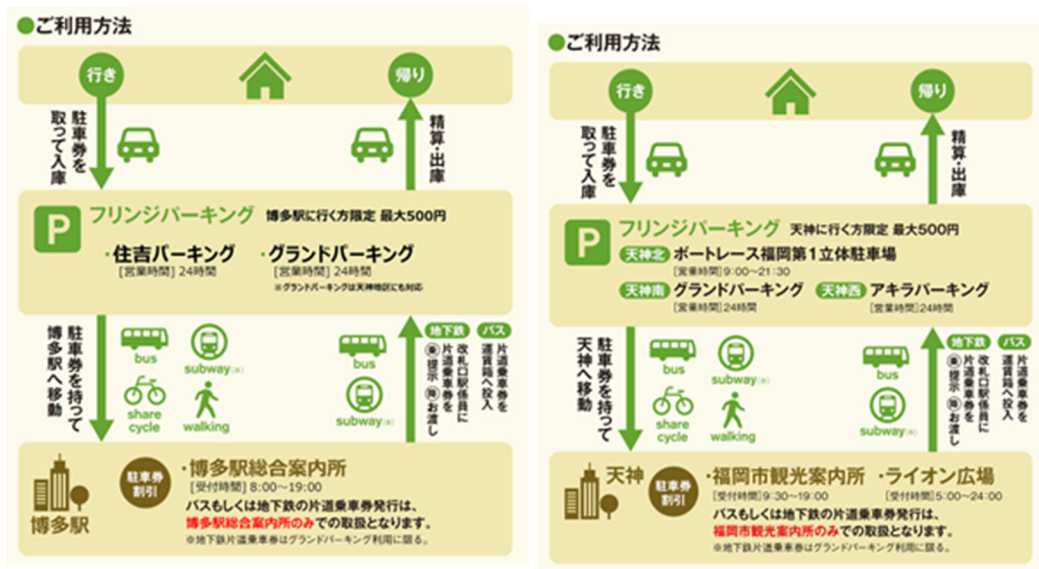 ●ご利用方法
行き
帰り
駐車券を
取って入庫
精算・出庫
P
フリンジパーキング 博多駅に行く方限定 最大500円
・住吉パーキング
[営業時間] 24時間
・グランドパーキング
[営業時間] 24時間
※グランドパーキングは天神地区にも対応
駐車券を持って
博多駅へ移動
bus
subway(※)
share
cycle
walking
bus
subway(※)
地下鉄
改札口駅係員に
片道乗車券を
乗提示 降お渡し
バス
片道乗車券を
運賃箱へ投入
博多駅
駐車券
割引
・博多駅総合案内所
[受付時間] 8:00~19:00
バスもしくは地下鉄の片道乗車券発行は、
博多駅総合案内所のみでの取扱となります。
※地下鉄片道乗車券はグランドパーキング利用に限る。
●ご利用方法
行き
帰り
駐車券を
取って入庫
精算・出庫
P
フリンジパーキング 天神に行く方限定 最大500円
天神北 ボートレース福岡第1立体駐車場
[営業時間]9:00~21:30
天神南 グランドパーキング
[営業時間]24時間
天神西 アキラパーキング
[営業時間]24時間
駐車券を持って
天神へ移動
bus
subway(※)
share
cycle
walking
bus
subway(※)
地下鉄
改札口駅係員に
片道乗車券を
乗提示 降お渡し
バス
片道乗車券を
運賃箱へ投入
天神
駐車券
割引
・福岡市観光案内所
[受付時間]9:30~19:00
・ライオン広場
[受付時間]5:00~24:00
バスもしくは地下鉄の片道乗車券発行は、
福岡市観光案内所のみでの取扱となります。
※地下鉄片道乗車券はグランドパーキング利用に限る。